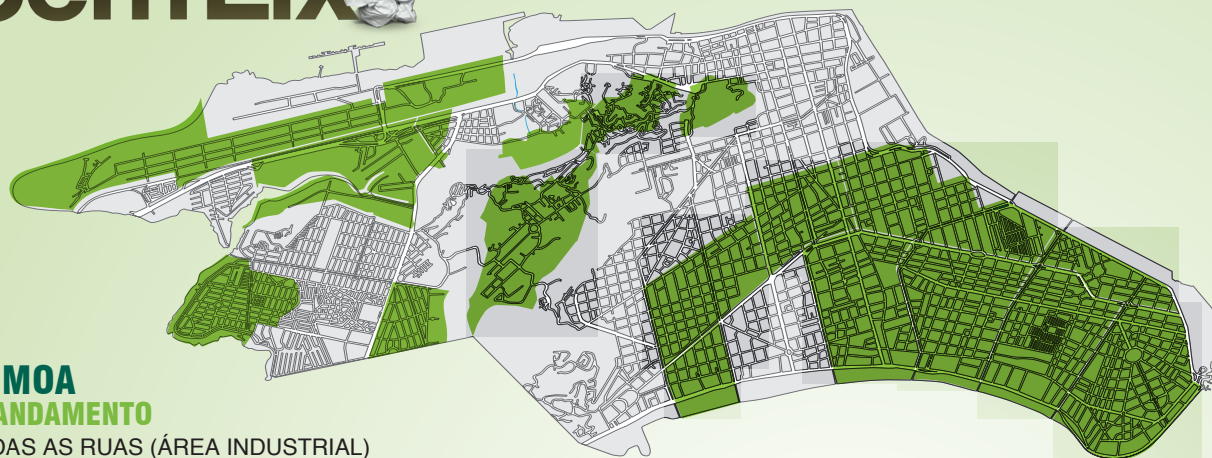 MOA
ANDAMENTO
DAS AS RUAS (ÁREA INDUSTRIAL)